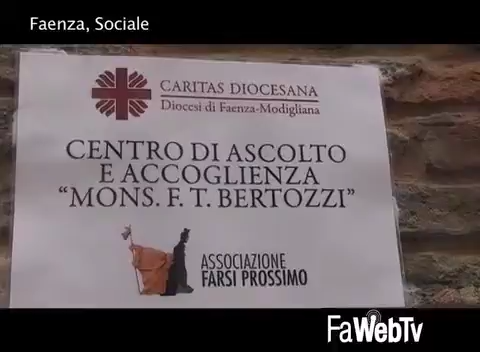 Faenza, Sociale
CARITAS DIOCESANA
Diocesi di Faenza-Modigliana
CENTRO DI ASCOLTO
E ACCOGLIENZA
“MONS. F. T. BERTOZZI”
ASSOCIAZIONE
FARSI PROSSIMO
FaWebTv